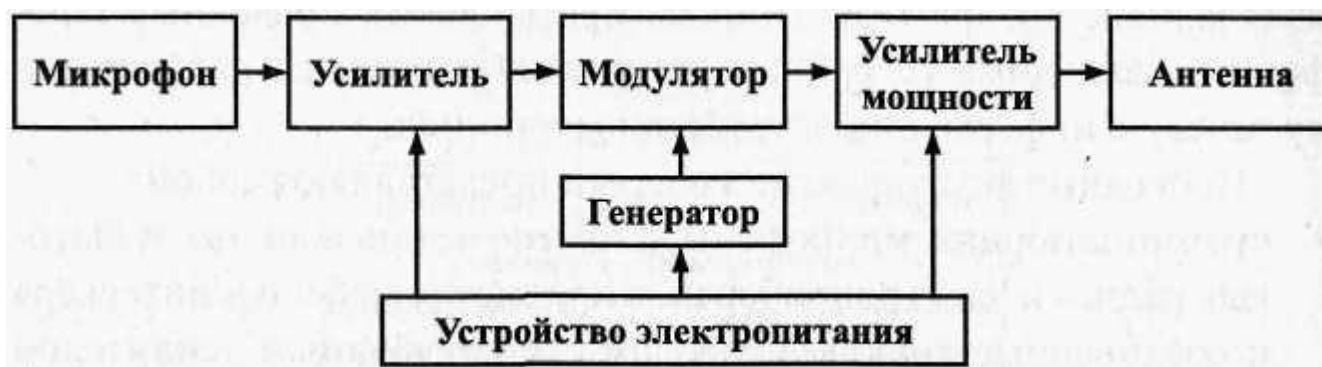 Микрофон
Усилитель
Модулятор
Усилитель
мощности
Антенна
Генератор
Устройство электропитания